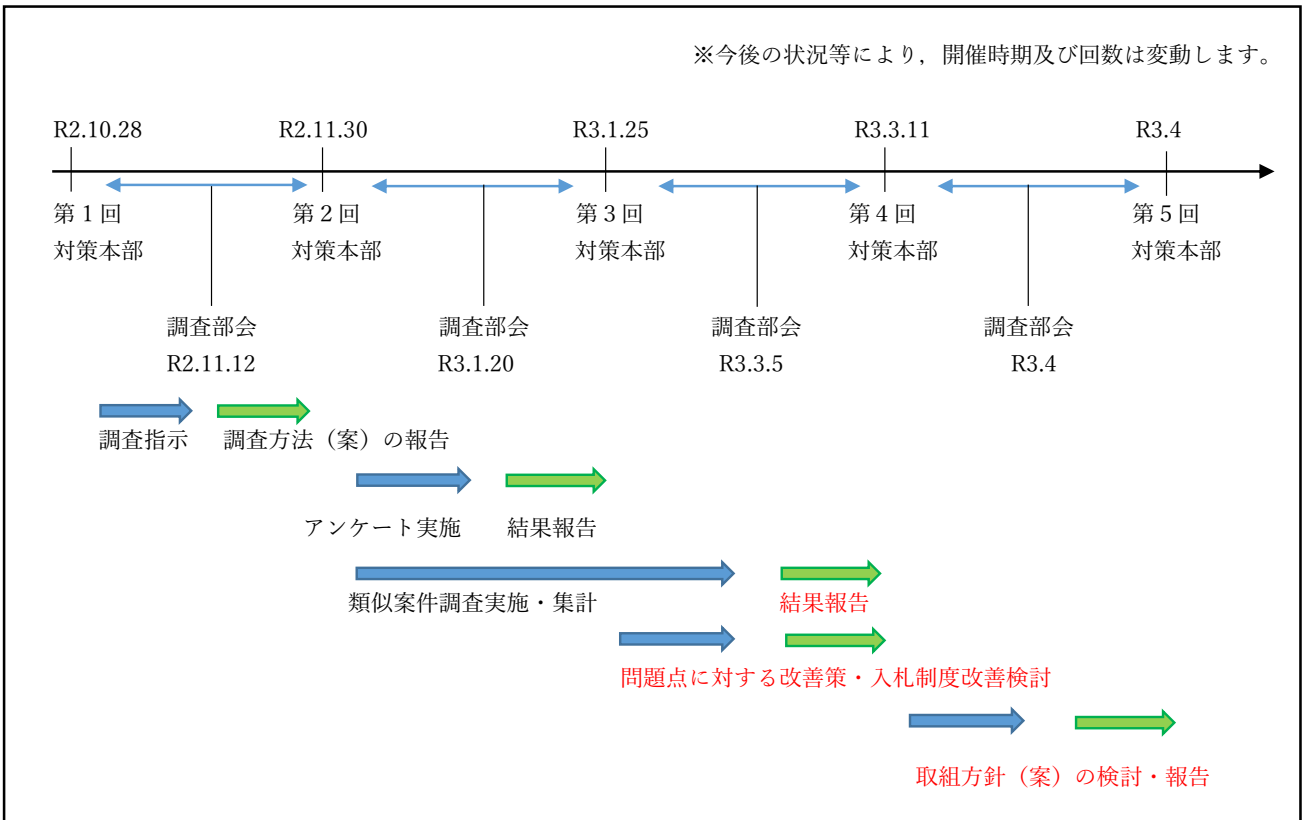 ※今後の状況等により，開催時期及び回数は変動します。
R2.10.28
R2.11.30
R3.1.25
R3.3.11
R3.4
第１回
対策本部
第２回
対策本部
第３回
対策本部
第４回
対策本部
第５回
対策本部
調査部会
R2.11.12
調査部会
R3.1.20
調査部会
R3.3.5
調査部会
R3.4
調査指示
調査方法（案）の報告
アンケート実施
結果報告
類似案件調査実施・集計
結果報告
問題点に対する改善策・入札制度改善検討
取組方針（案）の検討・報告